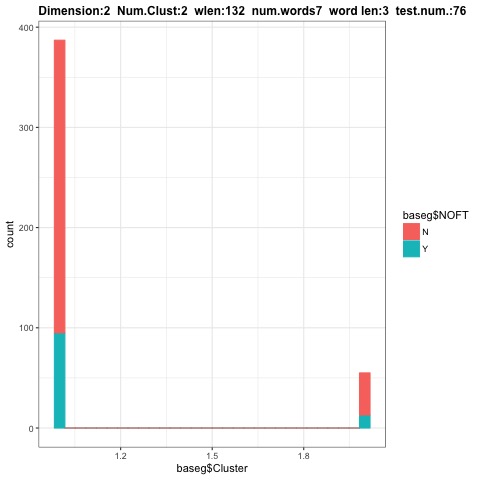 Dimension:2  Num.Clust:2  wlen:132  num.words7  word len:3  test.num.:76
400
300
200
100
0
count
1.2 1.5 1.8
baseg$Cluster
baseg$NOFT
N
Y